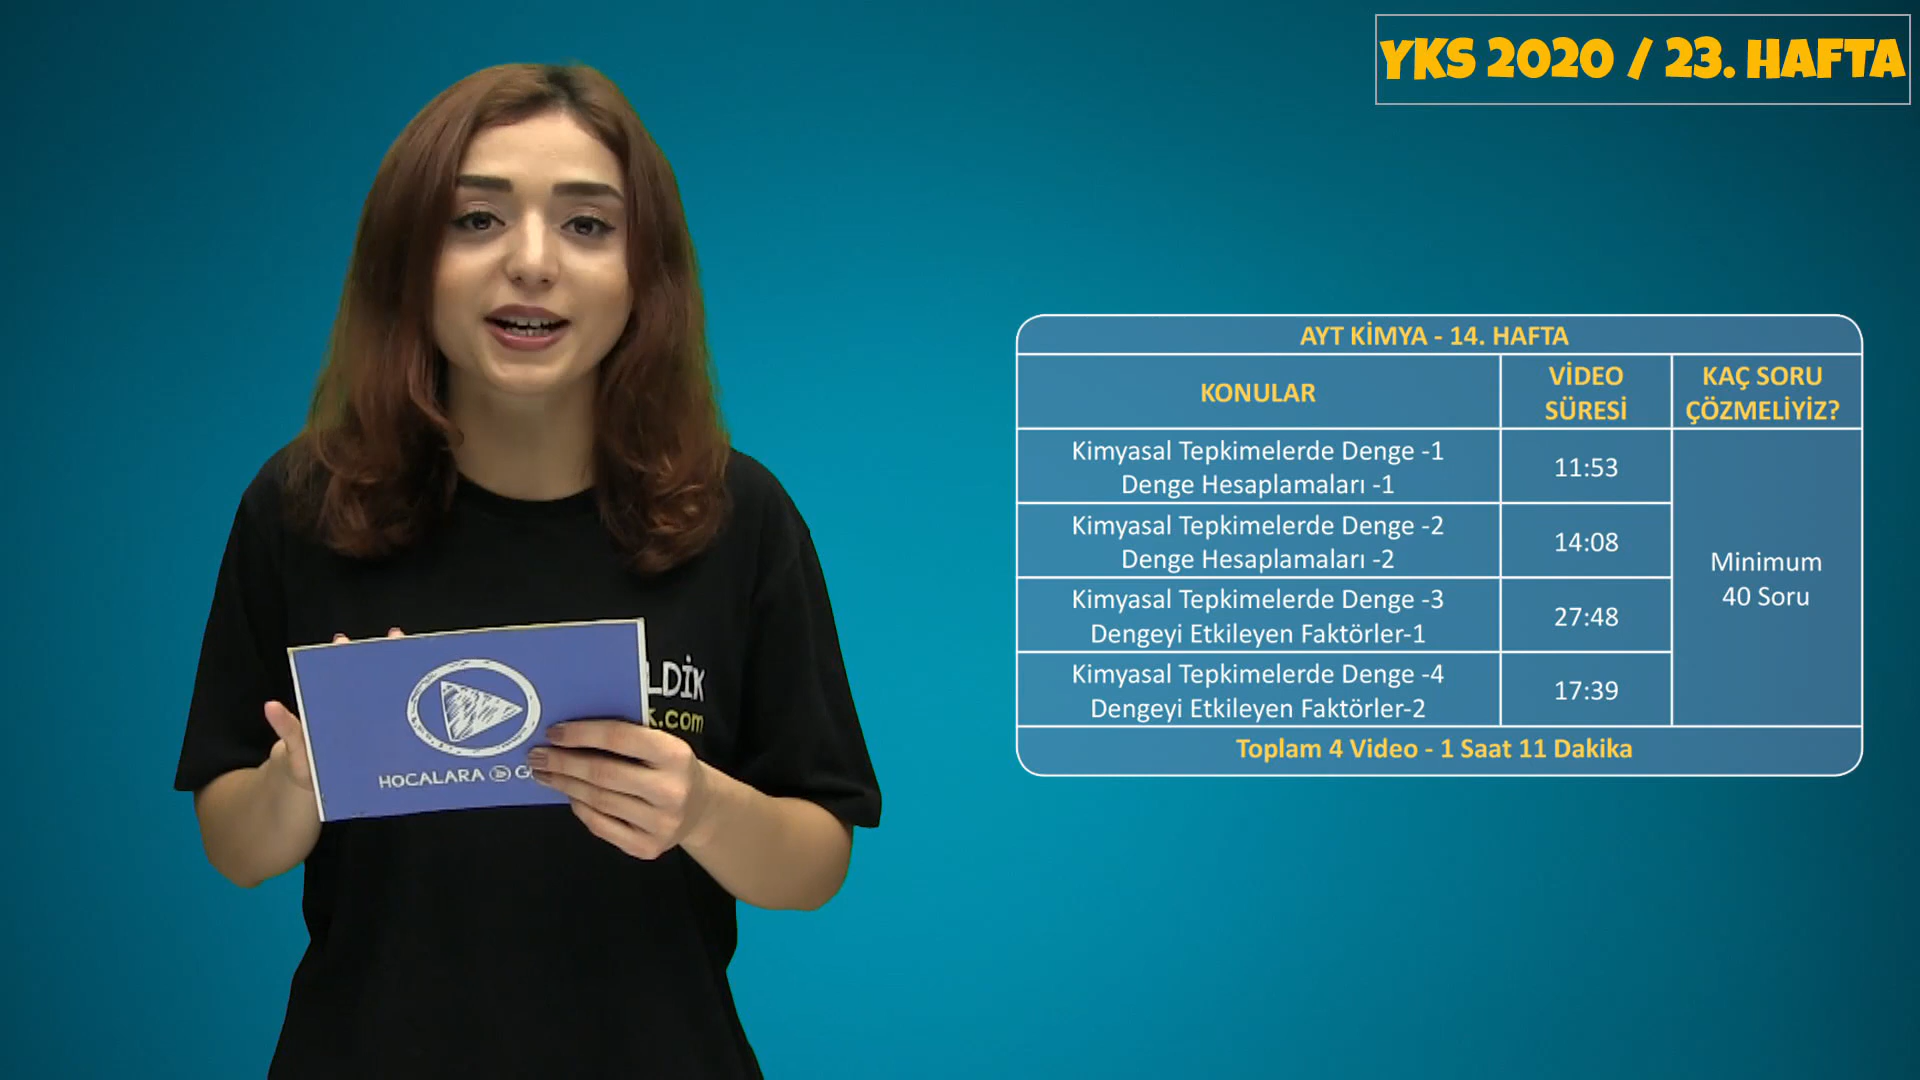 YKS 2020 / 23. HAFTA
AYT KİMYA - 14. HAFTA
KONULAR
VİDEO
SÜRESİ
KAÇ SORU
ÇÖZMELİYİZ?
Kimyasal Tepkimelerde Denge -1
Denge Hesaplamaları -1
11:53
Kimyasal Tepkimelerde Denge -2
Denge Hesaplamaları -2
14:08
Kimyasal Tepkimelerde Denge -3
Dengeyi Etkileyen Faktörler-1
27:48
Kimyasal Tepkimelerde Denge -4
Dengeyi Etkileyen Faktörler-2
17:39
Minimum
40 Soru
Toplam 4 Video - 1 Saat 11 Dakika
LDİK
k.com
HOCALARA G